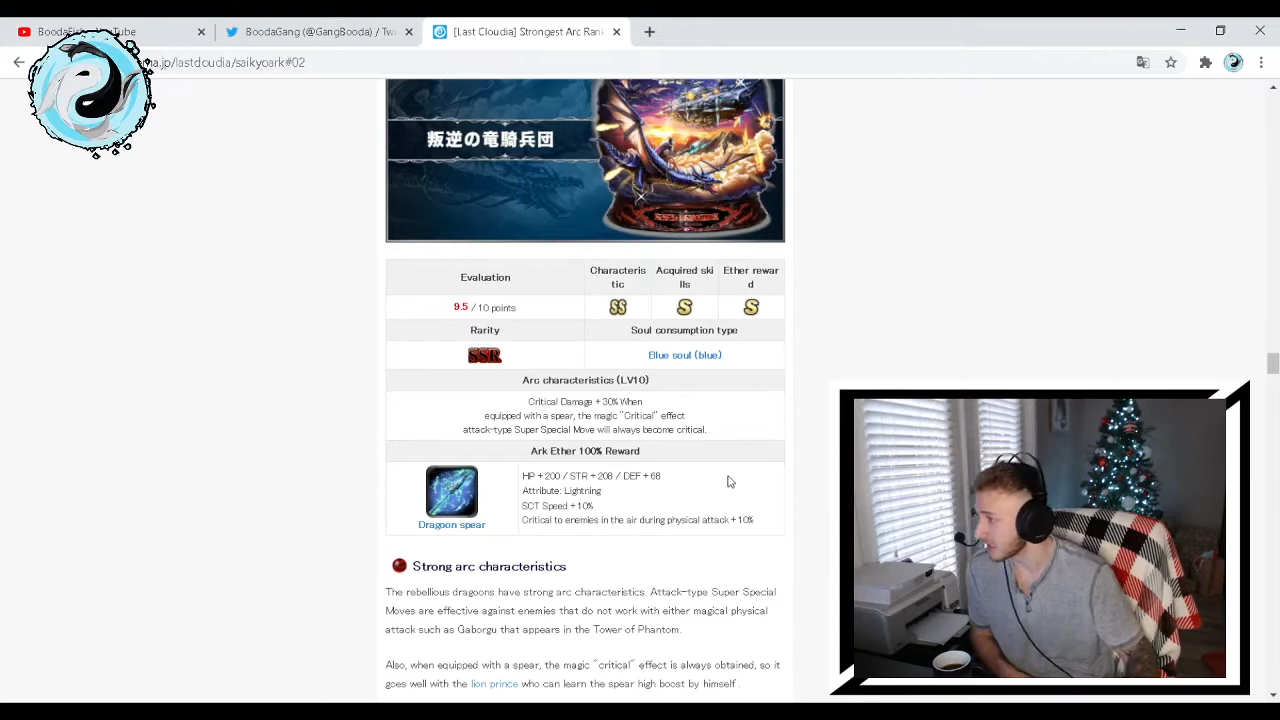 BoodaFist - YouTube
BoodaGang (@GangBooda) / Twi
[Last Cloudia] Strongest Arc Rank
ma.jp/lastcloudia/saikyoark#02
叛逆の竜騎兵団
Evaluation
Characteris
tic
Acquired ski
lls
Ether rewar
d
9.5 / 10 points
SS
S
S
Rarity
Soul consumption type
SSR
Blue soul (blue)
Arc characteristics (LV10)
Critical Damage + 30% When
equipped with a spear, the magic "Critical" effect
attack-type Super Special Move will always become critical.
Ark Ether 100% Reward
HP + 200 / STR + 208 / DEF + 68
Attribute: Lightning
SCT Speed + 10%
Critical to enemies in the air during physical attack + 10%
Dragoon spear
Strong arc characteristics
The rebellious dragoons have strong arc characteristics. Attack-type Super Special
Moves are effective against enemies that do not work with either magical physical
attack such as Gaborgu that appears in the Tower of Phantom.
Also, when equipped with a spear, the magic "critical" effect is always obtained, so it
goes well with the lion prince who can learn the spear high boost by himself .